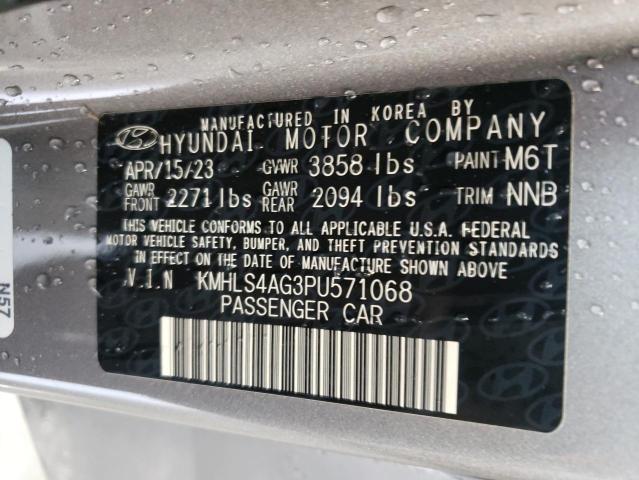 MANUFACTURED IN KOREA BY
HYUNDAI MOTOR COMPANY
APR/15/23 GVWR 3858 lbs PAINT M6T
GAWR FRONT 2271 lbs GAWR REAR 2094 lbs TRIM NNB
THIS VEHICLE CONFORMS TO ALL APPLICABLE U.S.A. FEDERAL
MOTOR VEHICLE SAFETY, BUMPER, AND THEFT PREVENTION STANDARDS
IN EFFECT ON THE DATE OF MANUFACTURE SHOWN ABOVE
V.I.N KMHLS4AG3PU571068
PASSENGER CAR
N57